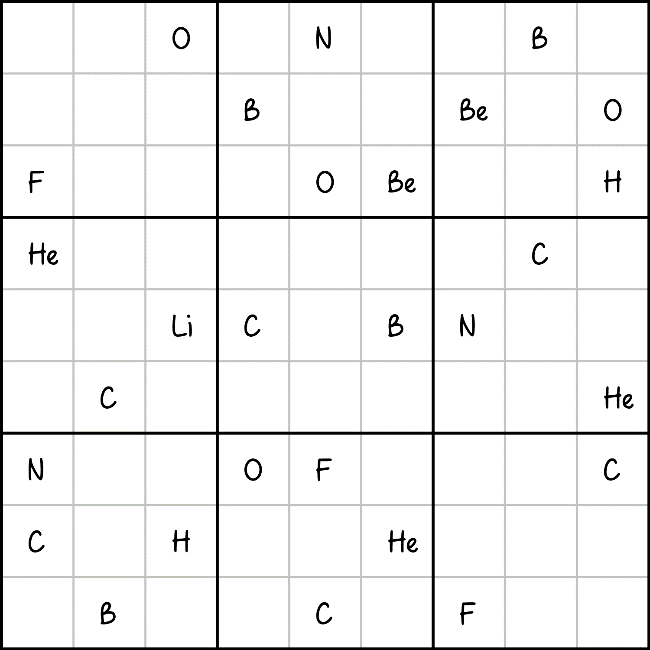 O N B
B Be O
F O Be H
He C
Li C B N
C He
N O F C
C H He
B C F